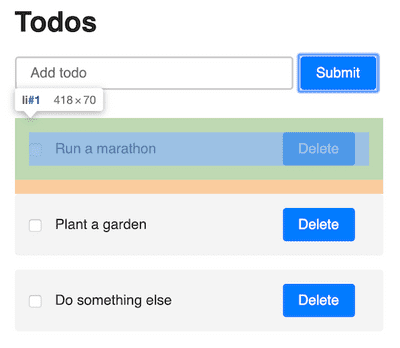 Todos
Add todo
Submit
li#1 418×70
Run a marathon
Delete
Plant a garden
Delete
Do something else
Delete